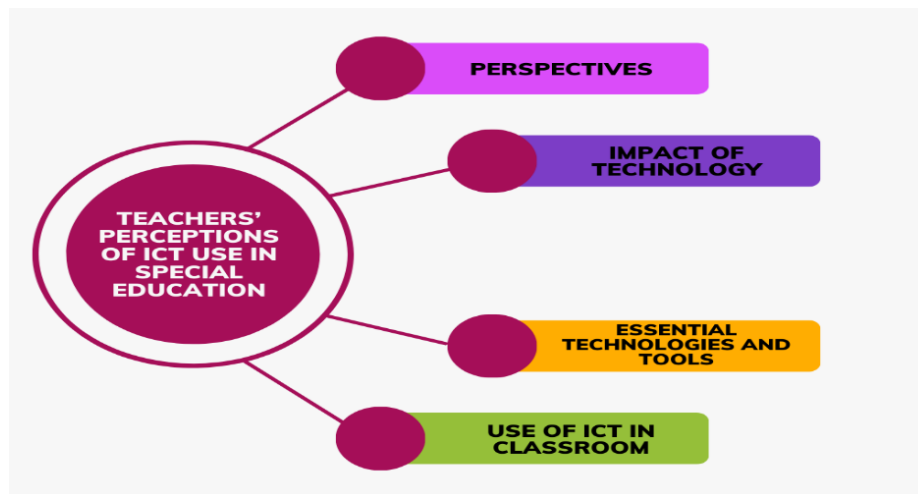 TEACHERS’
PERCEPTIONS
OF ICT USE IN
SPECIAL
EDUCATION
PERSPECTIVES
IMPACT OF
TECHNOLOGY
ESSENTIAL
TECHNOLOGIES AND
TOOLS
USE OF ICT IN
CLASSROOM